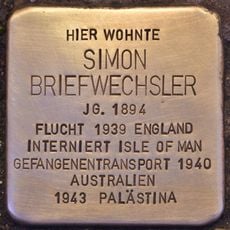 HIER WOHNTE
SIMON
BRIEFWECHSLER
JG. 1894
FLUCHT 1939 ENGLAND
INTERNIERT ISLE OF MAN
GEFANGENENTRANSPORT 1940
AUSTRALIEN
1943 PALÄSTINA